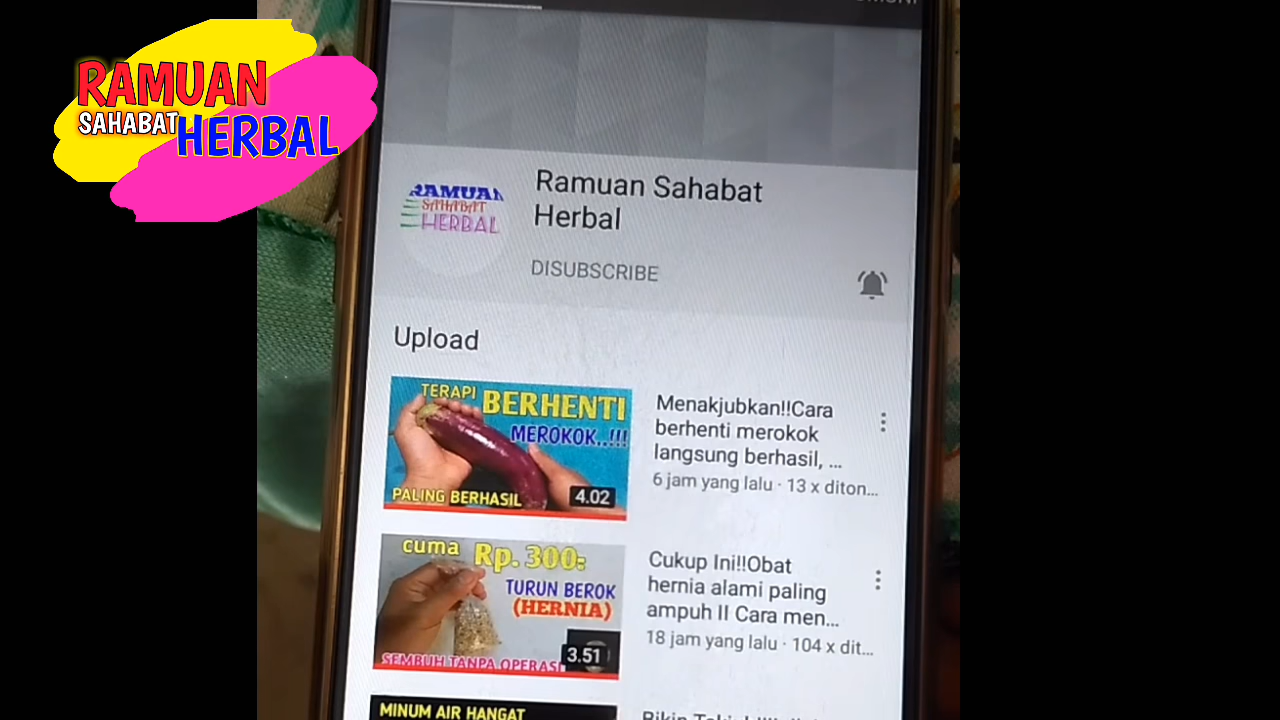 RAMUAN
SAHABAT HERBAL
RAMUAN
SAHABAT
HERBAL
Ramuan Sahabat
Herbal
DISUBSCRIBE
Upload
TERAPI BERHENTI
MEROKOK..!!!
PALING BERHASIL
4.02
Menakjubkan!!Cara
berhenti merokok
langsung berhasil, ...
6 jam yang lalu · 13 x diton...
cuma Rp. 300:
TURUN BEROK
(HERNIA)
SEMBUH TANPA OPERASI
3.51
Cukup Ini!!Obat
hernia alami paling
ampuh II Cara men...
18 jam yang lalu · 104 x dit...
MINUM AIR HANGAT